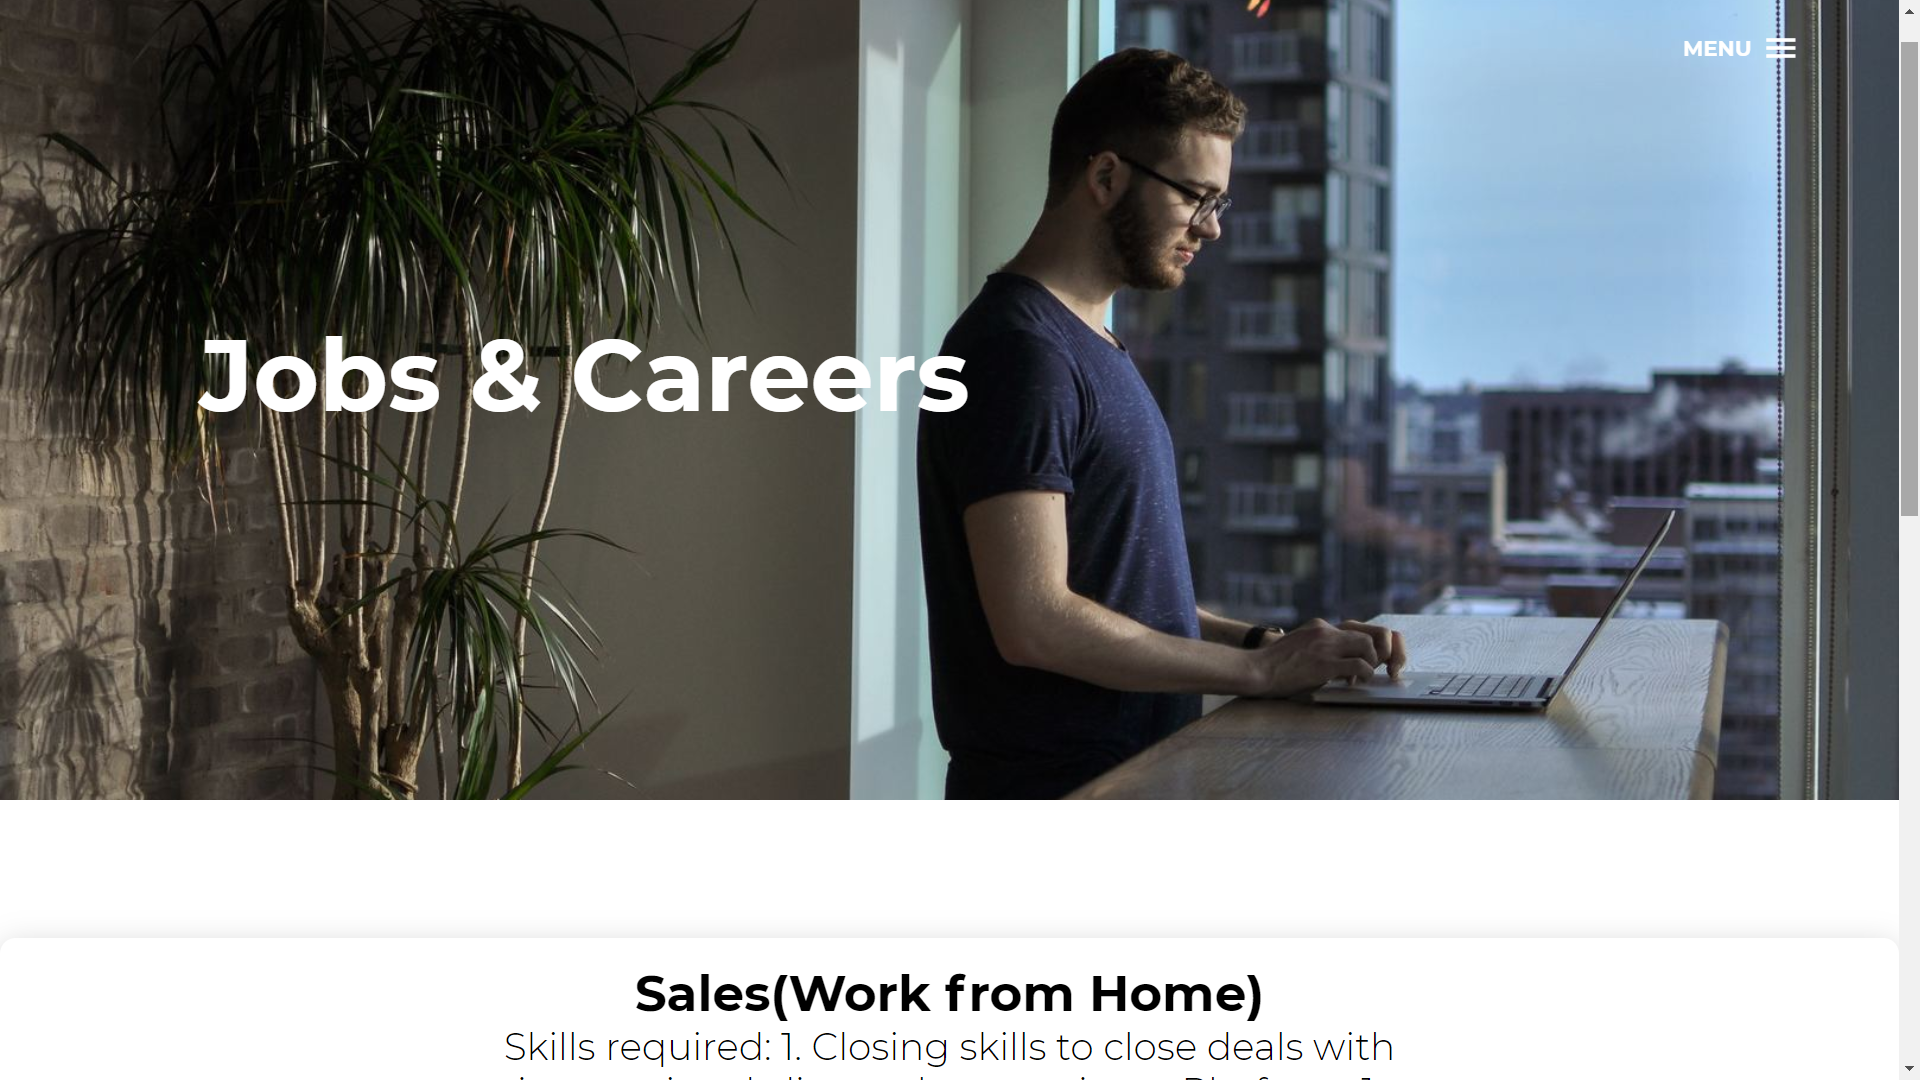 MENU
Jobs & Careers
Sales(Work from Home)
Skills required: 1. Closing skills to close deals with